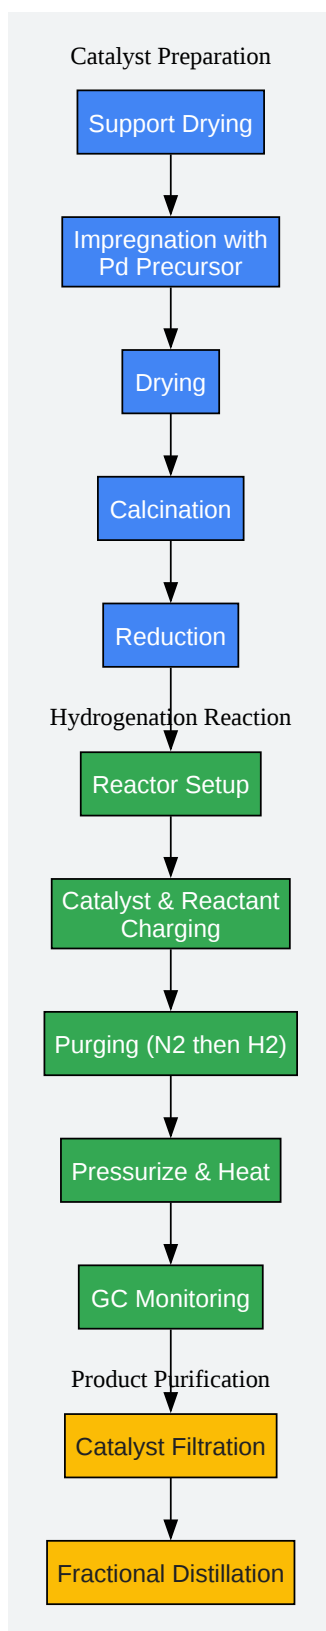 Catalyst Preparation
Support Drying
Impregnation with
Pd Precursor
Drying
Calcination
Reduction
Hydrogenation Reaction
Reactor Setup
Catalyst & Reactant
Charging
Purging (N2 then H2)
Pressurize & Heat
GC Monitoring
Product Purification
Catalyst Filtration
Fractional Distillation